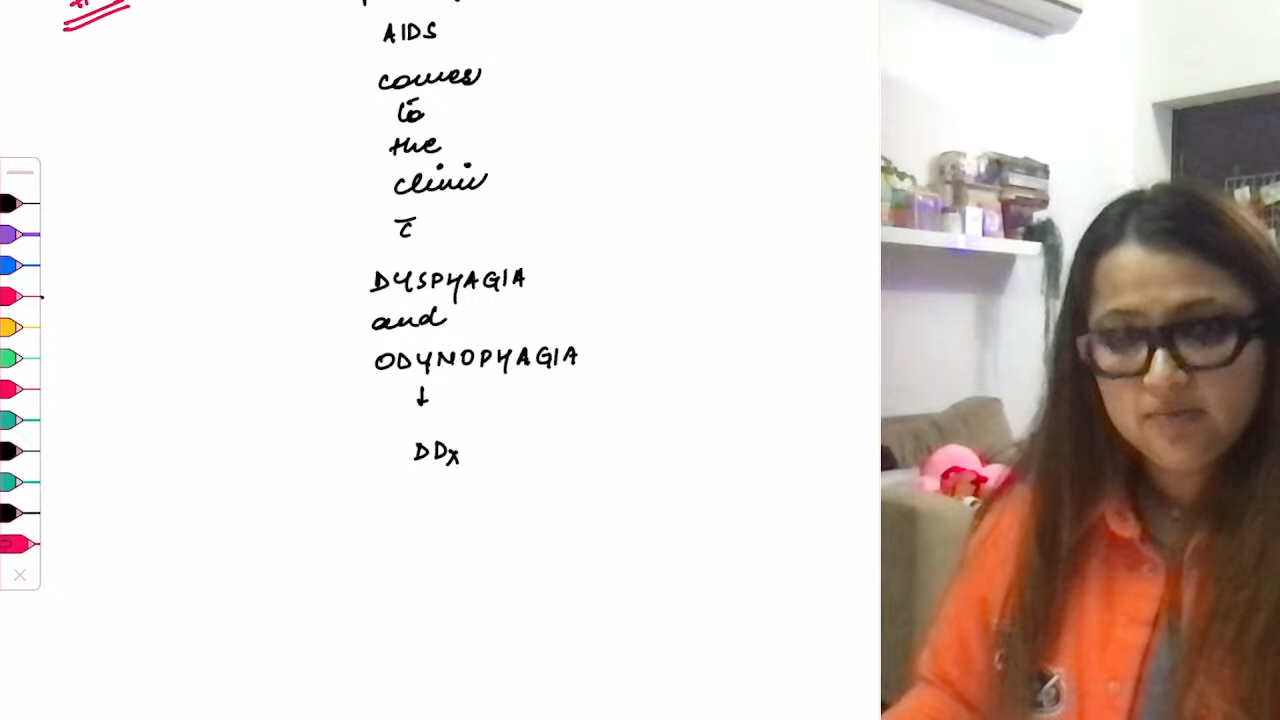 AIDS
comes
to
the
clinic
c̄
DYSPHAGIA
and
ODYNOPHAGIA
↓
DDx